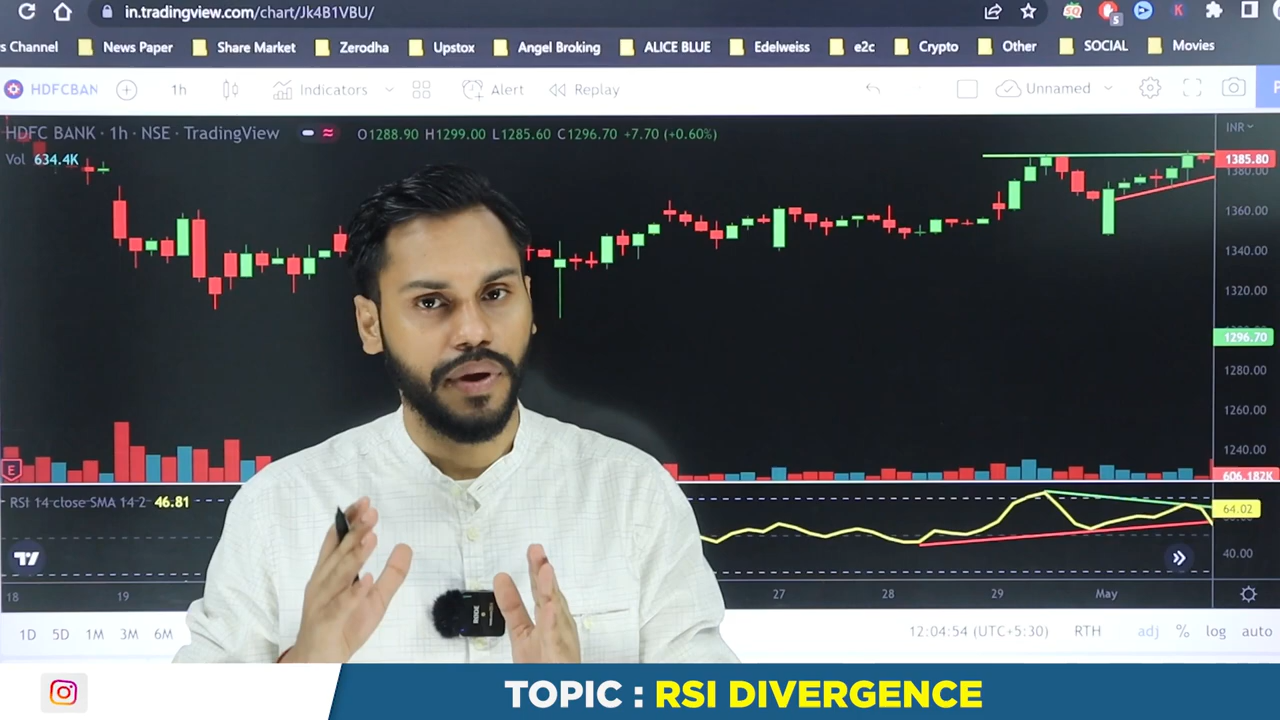 in.tradingview.com/chart/Jk4B1VBU/
5
K
s Channel News Paper Share Market Zerodha Upstox Angel Broking ALICE BLUE Edelweiss e2c Crypto Other SOCIAL Movies
HDFCBAN 1h Indicators Alert Replay Unnamed P
HDFC BANK · 1h · NSE · TradingView O1288.90 H1299.00 L1285.60 C1296.70 +7.70 (+0.60%) INR
Vol 634.4K
1385.80
1380.00
1360.00
1340.00
1320.00
1296.70
1280.00
1260.00
1240.00
E
606.182K
RSI 14 close SMA 14 2 46.81
64.02
40.00
18 19 27 28 29 May
1D 5D 1M 3M 6M 12:04:54 (UTC+5:30) RTH adj % log auto
RODE
TOPIC : RSI DIVERGENCE